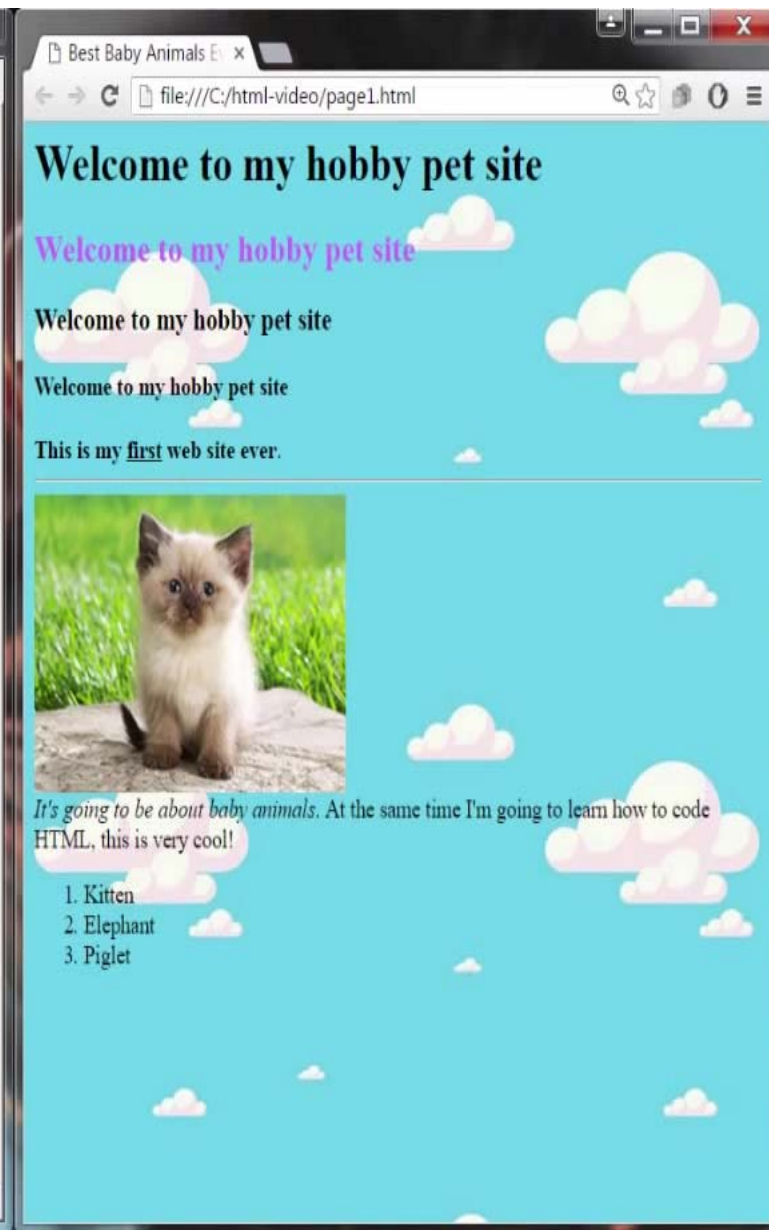 Best Baby Animals E
file:///C:/html-video/page1.html
Welcome to my hobby pet site
Welcome to my hobby pet site
Welcome to my hobby pet site
Welcome to my hobby pet site
This is my first web site ever.
It's going to be about baby animals. At the same time I'm going to learn how to code
HTML, this is very cool!
1. Kitten
2. Elephant
3. Piglet